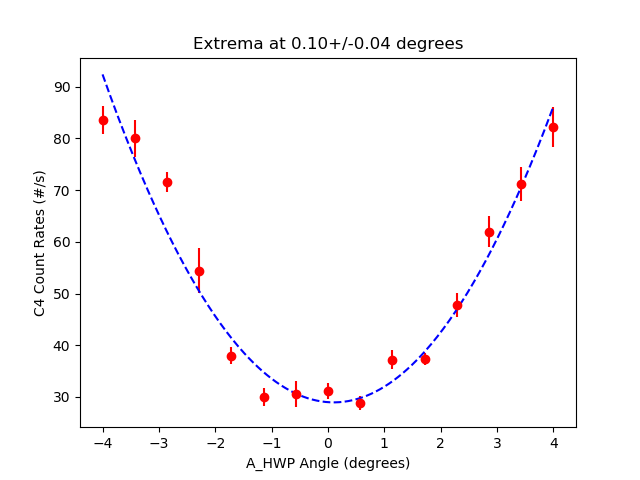 Extrema at 0.10+/-0.04 degrees
C4 Count Rates (#/s)
90
80
70
60
50
40
30
−4 −3 −2 −1 0 1 2 3 4
A_HWP Angle (degrees)